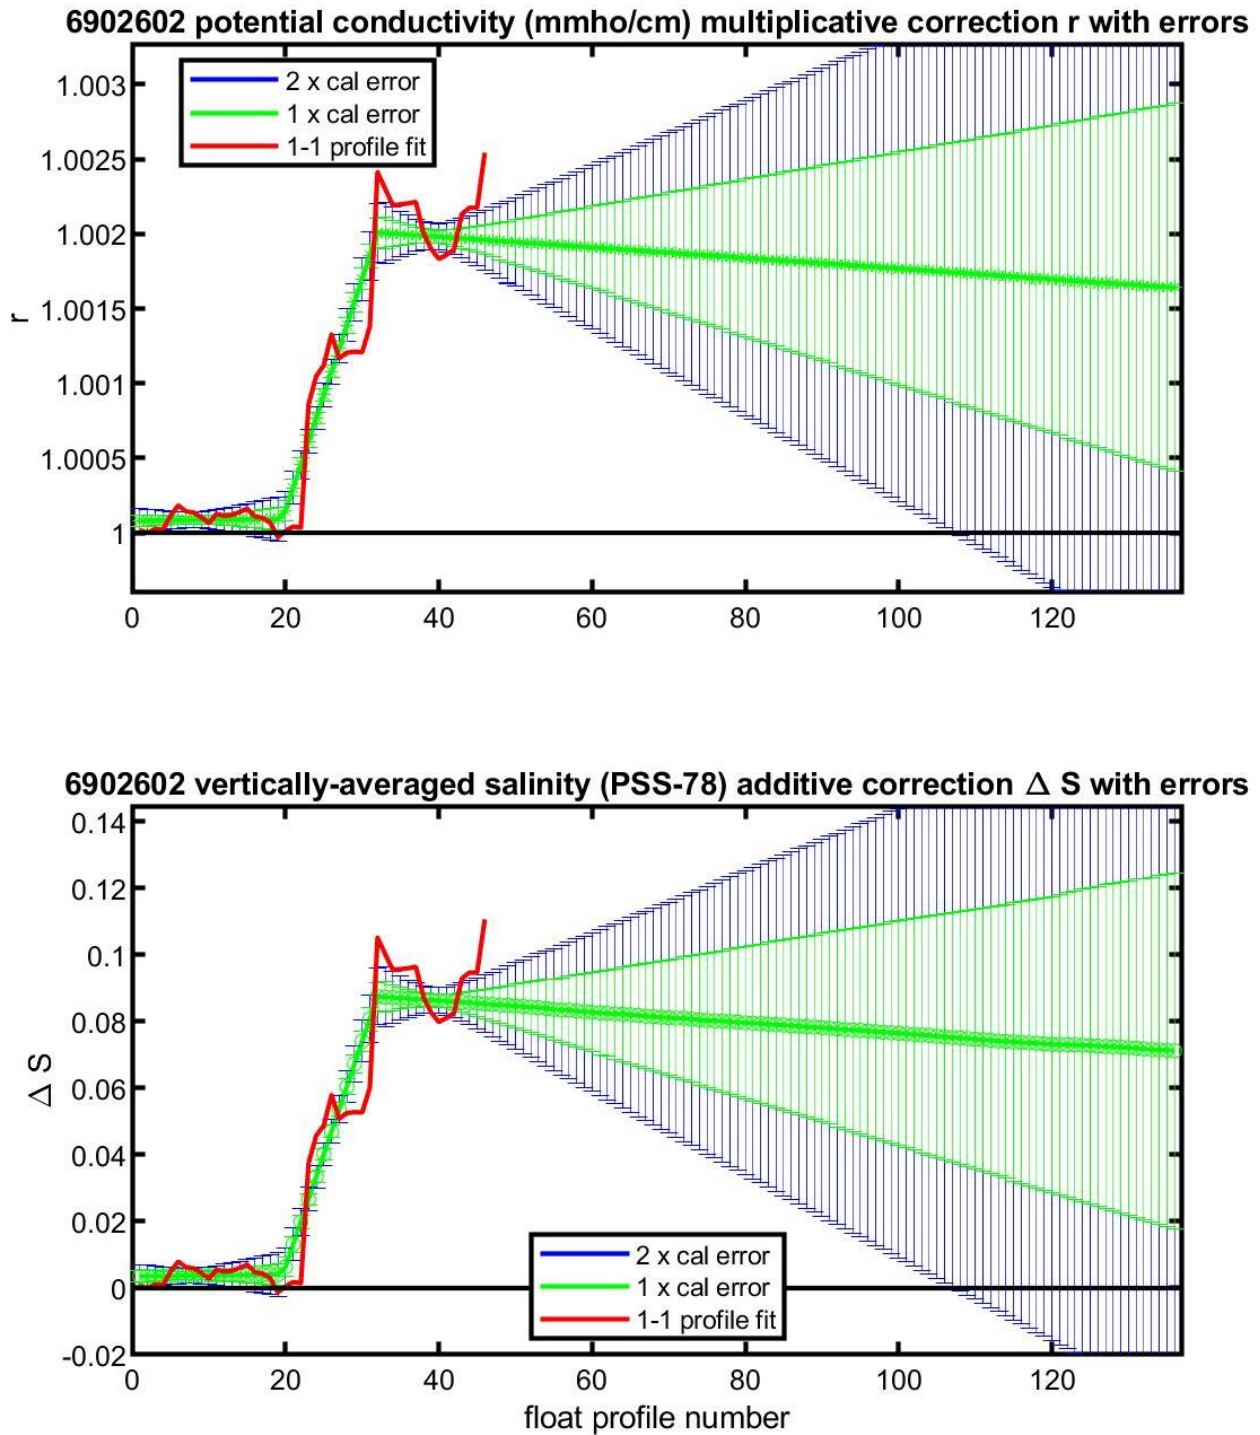 6902602 potential conductivity (mmho/cm) multiplicative correction r with errors
2 x cal error
1 x cal error
1-1 profile fit
1.003
1.0025
1.002
1.0015
1.001
1.0005
1
r
0 20 40 60 80 100 120
6902602 vertically-averaged salinity (PSS-78) additive correction Δ S with errors
0.14
0.12
0.1
0.08
0.06
0.04
0.02
0
-0.02
Δ S
2 x cal error
1 x cal error
1-1 profile fit
0 20 40 60 80 100 120
float profile number